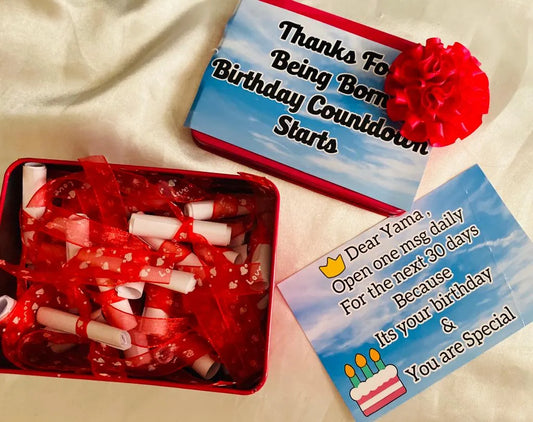 Thanks For
Being Born
Birthday Countdown
Starts
Dear Yama,
Open one msg daily
For the next 30 days
Because
Its your birthday
&
You are Special